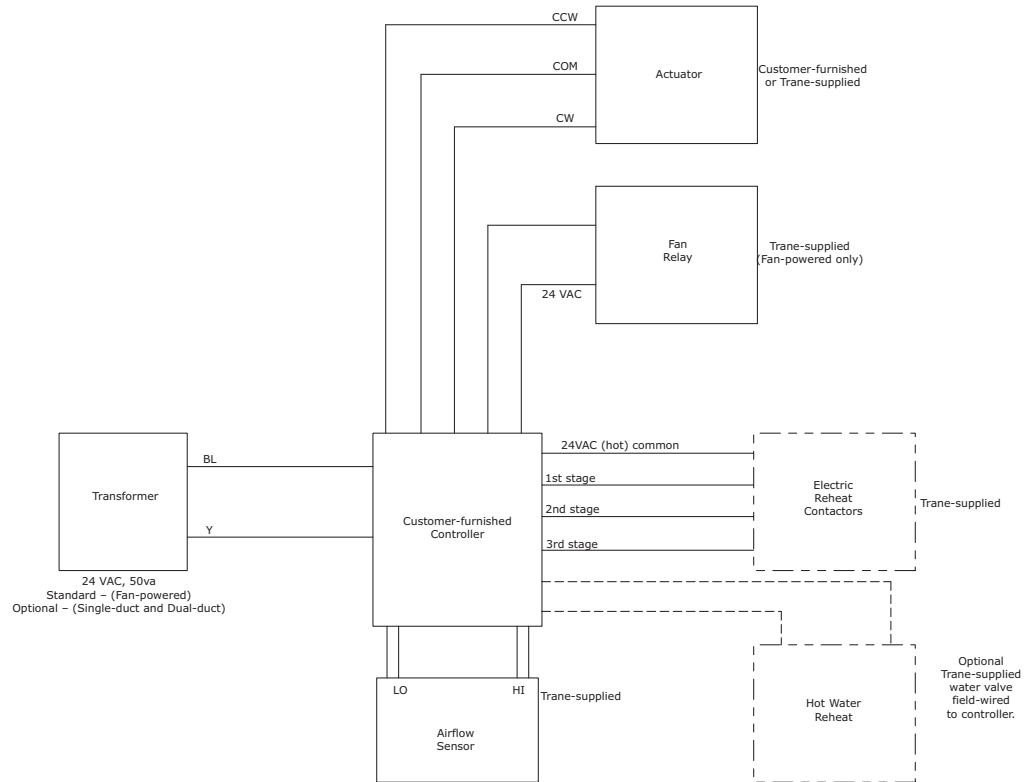 CCW
COM
CW
Actuator
Customer-furnished
or Trane-supplied
Fan
Relay
24 VAC
Trane-supplied
(Fan-powered only)
Transformer
BL
Y
24 VAC, 50va
Standard – (Fan-powered)
Optional – (Single-duct and Dual-duct)
Customer-furnished
Controller
24VAC (hot) common
1st stage
2nd stage
3rd stage
Electric
Reheat
Contactors
Trane-supplied
LO
HI
Airflow
Sensor
Trane-supplied
Hot Water
Reheat
Optional
Trane-supplied
water valve
field-wired
to controller.